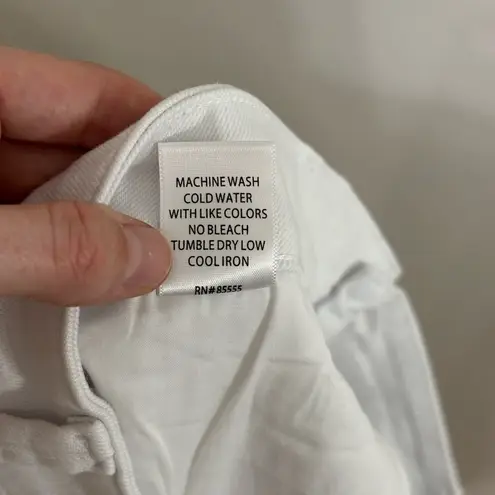 MACHINE WASH
COLD WATER
WITH LIKE COLORS
NO BLEACH
TUMBLE DRY LOW
COOL IRON
RN#85555